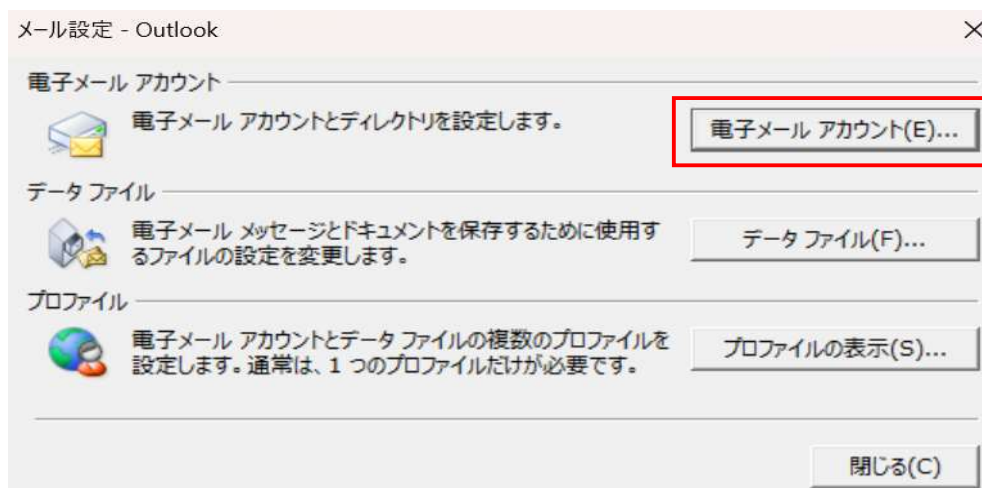 メール設定 - Outlook
電子メール アカウント
電子メール アカウントとディレクトリを設定します。
電子メール アカウント(E)...
データ ファイル
電子メール メッセージとドキュメントを保存するために使用す
るファイルの設定を変更します。
データ ファイル(F)...
プロファイル
電子メール アカウントとデータ ファイルの複数のプロファイルを
設定します。通常は、1 つのプロファイルだけが必要です。
プロファイルの表示(S)...
閉じる(C)